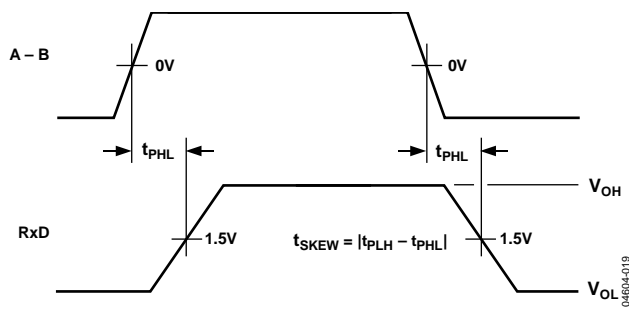 A – B
0V
0V
tPHL
tPHL
VOH
RxD
1.5V
tSKEW = |tPLH – tPHL|
1.5V
VOL
04604-019